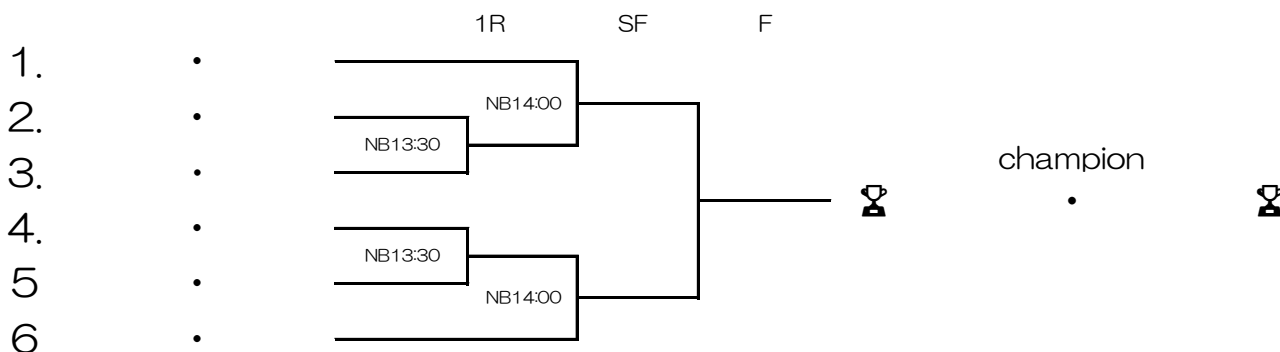 1R SF F
1. •
NB14:00
2. •
NB13:30
3. •
champion
🏆 • 🏆
4. •
NB13:30
5 •
NB14:00
6 •